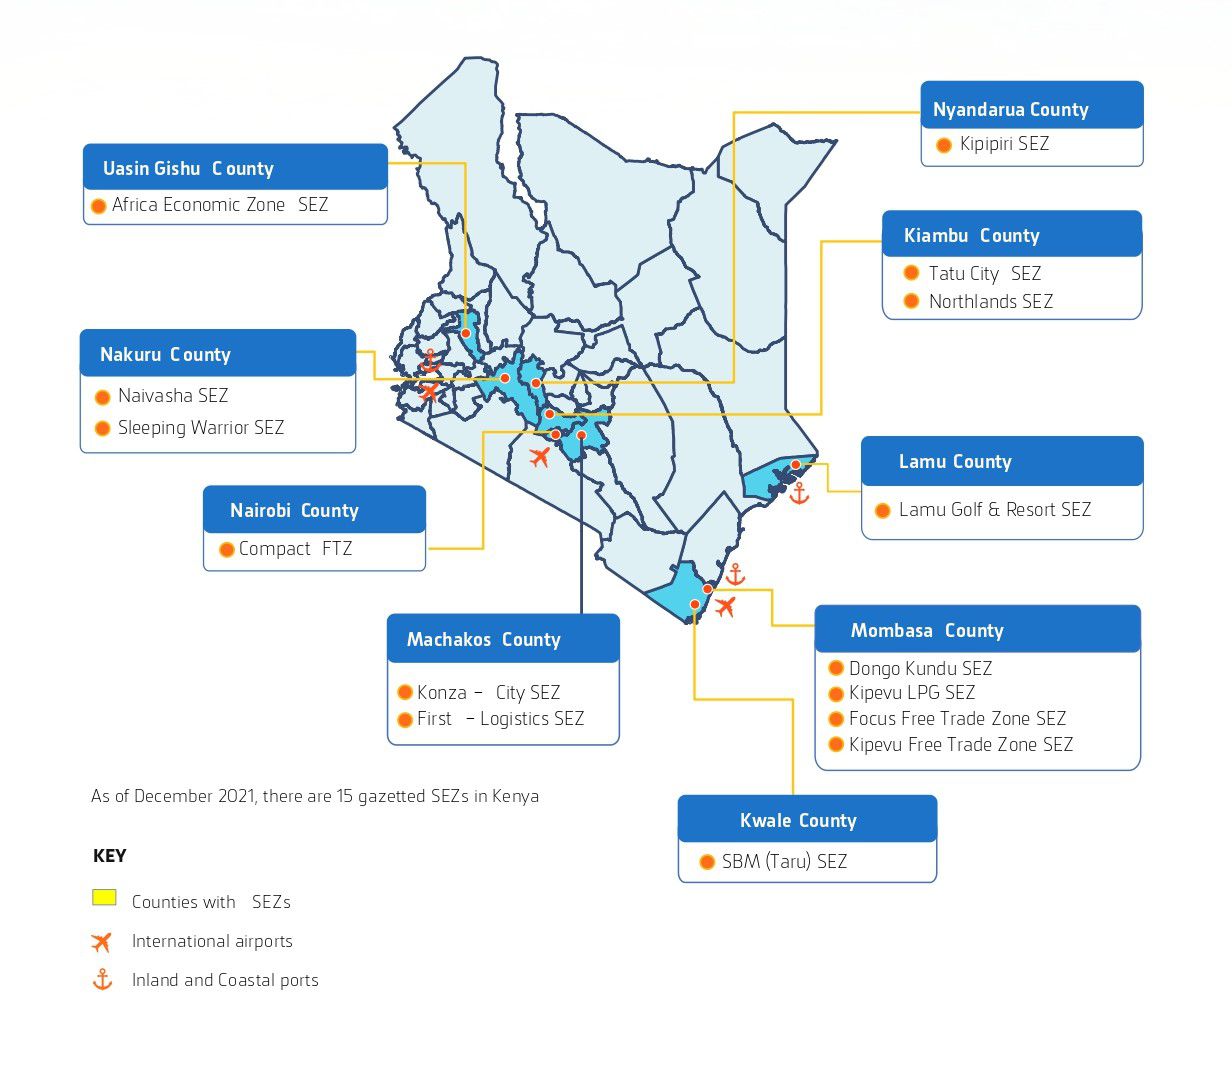 Nyandarua County
Kipipiri SEZ
Uasin Gishu County
Africa Economic Zone SEZ
Kiambu County
Tatu City SEZ
Northlands SEZ
Nakuru County
Naivasha SEZ
Sleeping Warrior SEZ
Lamu County
Lamu Golf & Resort SEZ
Nairobi County
Compact FTZ
Machakos County
Konza - City SEZ
First - Logistics SEZ
Mombasa County
Dongo Kundu SEZ
Kipevu LPG SEZ
Focus Free Trade Zone SEZ
Kipevu Free Trade Zone SEZ
Kwale County
SBM (Taru) SEZ
As of December 2021, there are 15 gazetted SEZs in Kenya
KEY
Counties with SEZs
International airports
Inland and Coastal ports